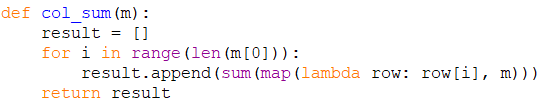 def col_sum(m):
    result = []
    for i in range(len(m[0])):
        result.append(sum(map(lambda row: row[i], m)))
    return result